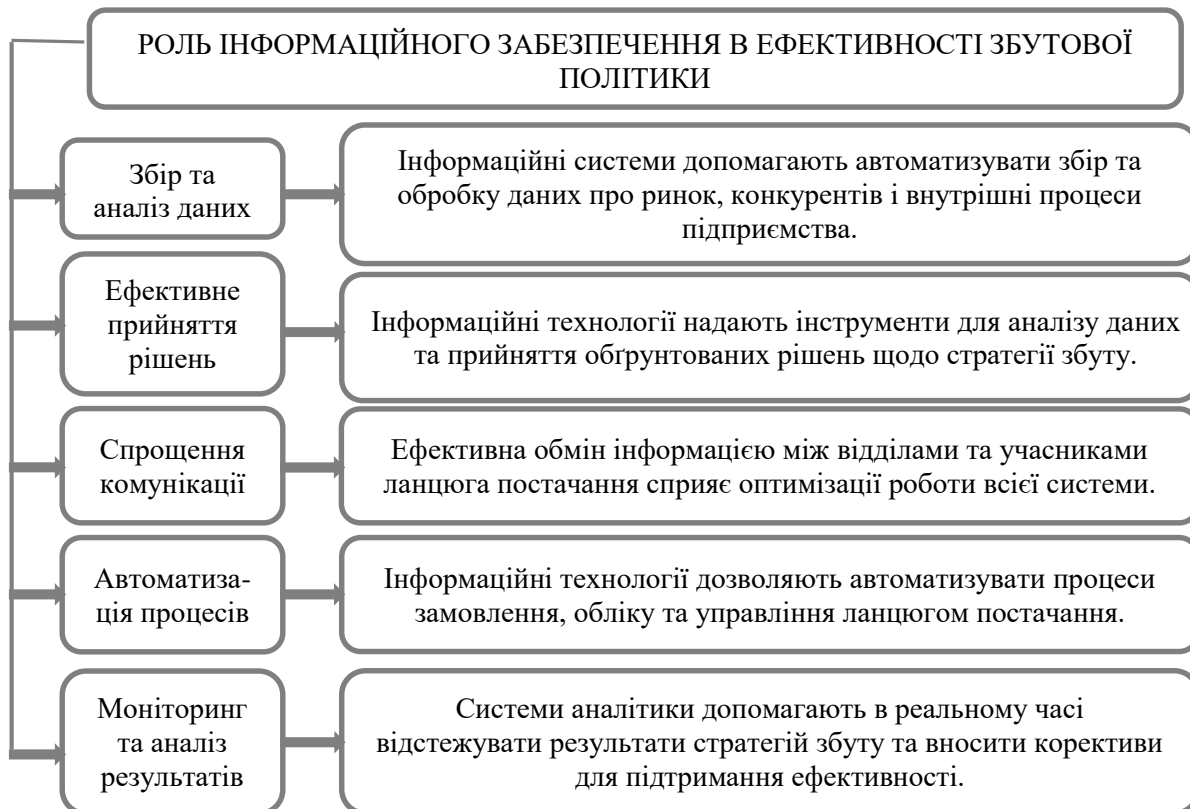 РОЛЬ ІНФОРМАЦІЙНОГО ЗАБЕЗПЕЧЕННЯ В ЕФЕКТИВНОСТІ ЗБУТОВОЇ
ПОЛІТИКИ
Збір та
аналіз даних
Інформаційні системи допомагають автоматизувати збір та
обробку даних про ринок, конкурентів і внутрішні процеси
підприємства.
Ефективне
прийняття
рішень
Інформаційні технології надають інструменти для аналізу даних
та прийняття обґрунтованих рішень щодо стратегії збуту.
Спрощення
комунікації
Ефективна обмін інформацією між відділами та учасниками
ланцюга постачання сприяє оптимізації роботи всієї системи.
Автоматиза-
ція процесів
Інформаційні технології дозволяють автоматизувати процеси
замовлення, обліку та управління ланцюгом постачання.
Моніторинг
та аналіз
результатів
Системи аналітики допомагають в реальному часі
відстежувати результати стратегій збуту та вносити корективи
для підтримання ефективності.